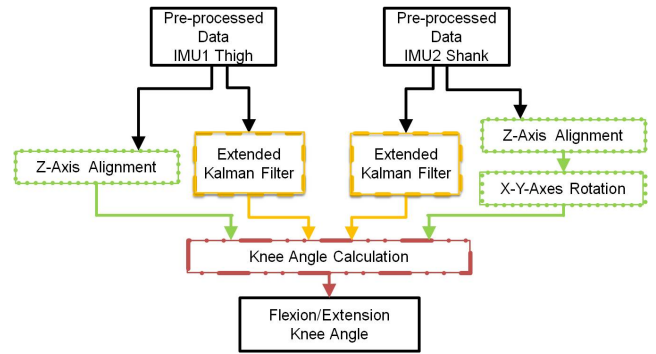 Pre-processed
Data
IMU1 Thigh
Pre-processed
Data
IMU2 Shank
Z-Axis Alignment
Extended
Kalman Filter
Extended
Kalman Filter
Z-Axis Alignment
X-Y-Axes Rotation
Knee Angle Calculation
Flexion/Extension
Knee Angle